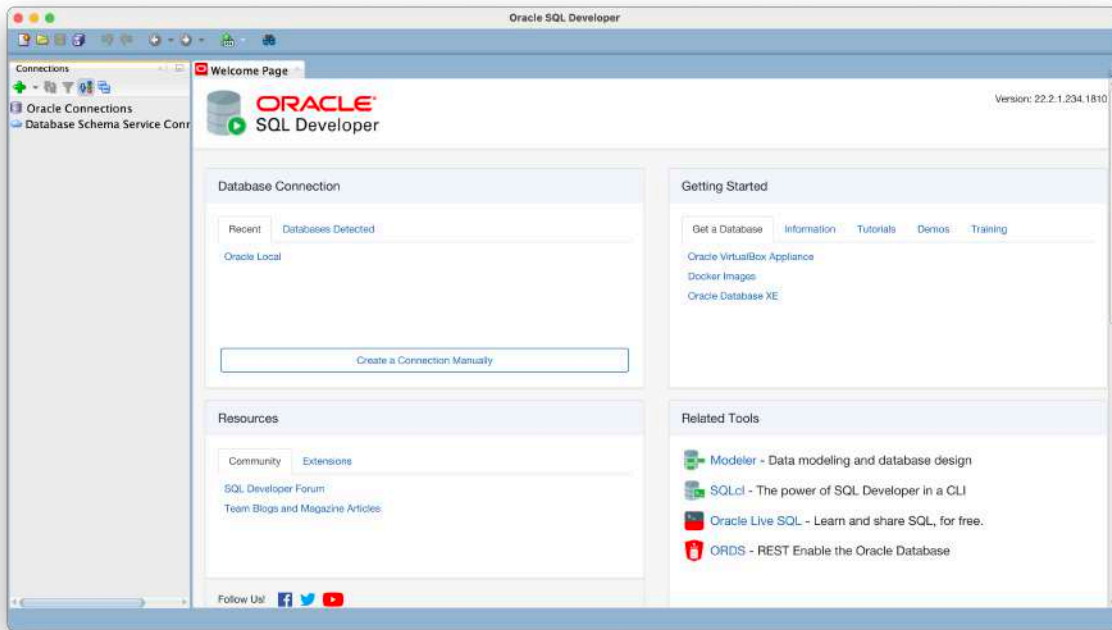 Oracle SQL Developer
Connections
Oracle Connections
Database Schema Service Conr
Welcome Page
ORACLE
SQL Developer
Version: 22.2.1.234.1810
Database Connection
Recent Databases Detected
Oracle Local
Create a Connection Manually
Getting Started
Get a Database Information Tutorials Demos Training
Oracle VirtualBox Appliance
Docker Images
Oracle Database XE
Resources
Community Extensions
SQL Developer Forum
Team Blogs and Magazine Articles
Follow Us!
Related Tools
Modeler - Data modeling and database design
SQLcl - The power of SQL Developer in a CLI
Oracle Live SQL - Learn and share SQL, for free.
ORDS - REST Enable the Oracle Database